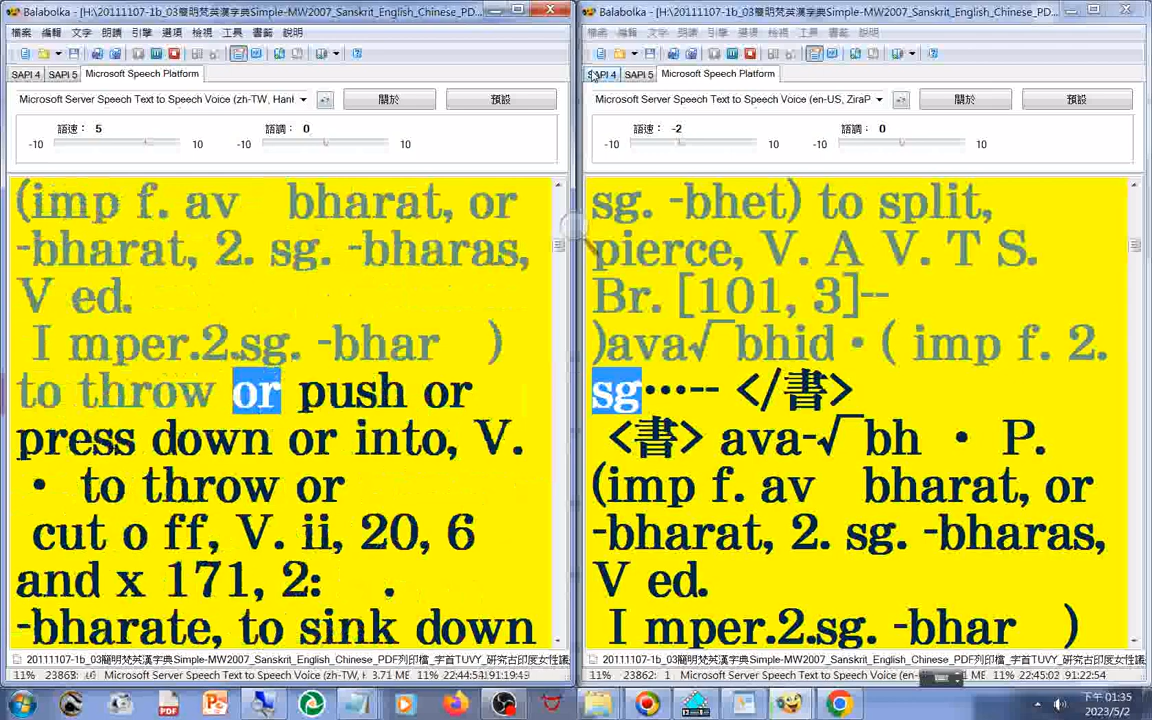 Balabolka - [H:\20111107-1b_03簡明梵英漢字典Simple-MW2007_Sanskrit_English_Chinese_PD...
檔案 編輯 文字 朗讀 引擎 選項 檢視 工具 書籤 說明
SAPI 4 SAPI 5 Microsoft Speech Platform
Microsoft Server Speech Text to Speech Voice (zh-TW, Hanl
關於 預設
語速： 5 語調： 0
-10 10 -10 10
(imp f. av bharat, or
-bharat, 2. sg. -bharas,
V ed.
I mper.2.sg. -bhar )
to throw or push or
press down or into, V.
• to throw or
cut o ff, V. ii, 20, 6
and x 171, 2: .
-bharate, to sink down
20111107-1b_03簡明梵英漢字典Simple-MW2007_Sanskrit_English_Chinese_PDF列印檔_字首TUVY_研究古印度女性議
11% Microsoft Server Speech Text to Speech Voice (zh-TW, H 3.71 ME 11%
Balabolka - [H:\20111107-1b_03簡明梵英漢字典Simple-MW2007_Sanskrit_English_Chinese_PD...
檔案 編輯 文字 朗讀 引擎 選項 檢視 工具 書籤 說明
SAPI 4 SAPI 5 Microsoft Speech Platform
Microsoft Server Speech Text to Speech Voice (en-US, ZiraP
關於 預設
語速： -2 語調： 0
-10 10 -10 10
sg. -bhet) to split,
pierce, V. A V. T S.
Br. [101, 3]--
)ava√ bhid • ( imp f. 2.
sg…-- </書>
<書> ava-√ bh • P.
(imp f. av bharat, or
-bharat, 2. sg. -bharas,
V ed.
I mper.2.sg. -bhar )
20111107-1b_03簡明梵英漢字典Simple-MW2007_Sanskrit_English_Chinese_PDF列印檔_字首TUVY_研究古印度女性議
11% Microsoft Server Speech Text to Speech Voice
下午 01:35
2023/5/2